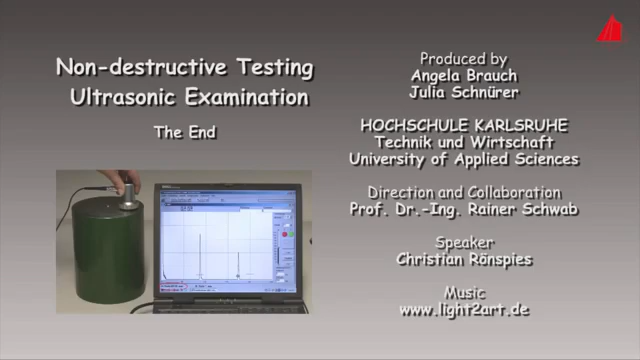 Non-destructive Testing
Ultrasonic Examination
The End
Produced by
Angela Brauch
Julia Schnürer
HOCHSCHULE KARLSRUHE
Technik und Wirtschaft
University of Applied Sciences
Direction and Collaboration
Prof. Dr.-Ing. Rainer Schwab
Speaker
Christian Rönspies
Music
www.light2art.de